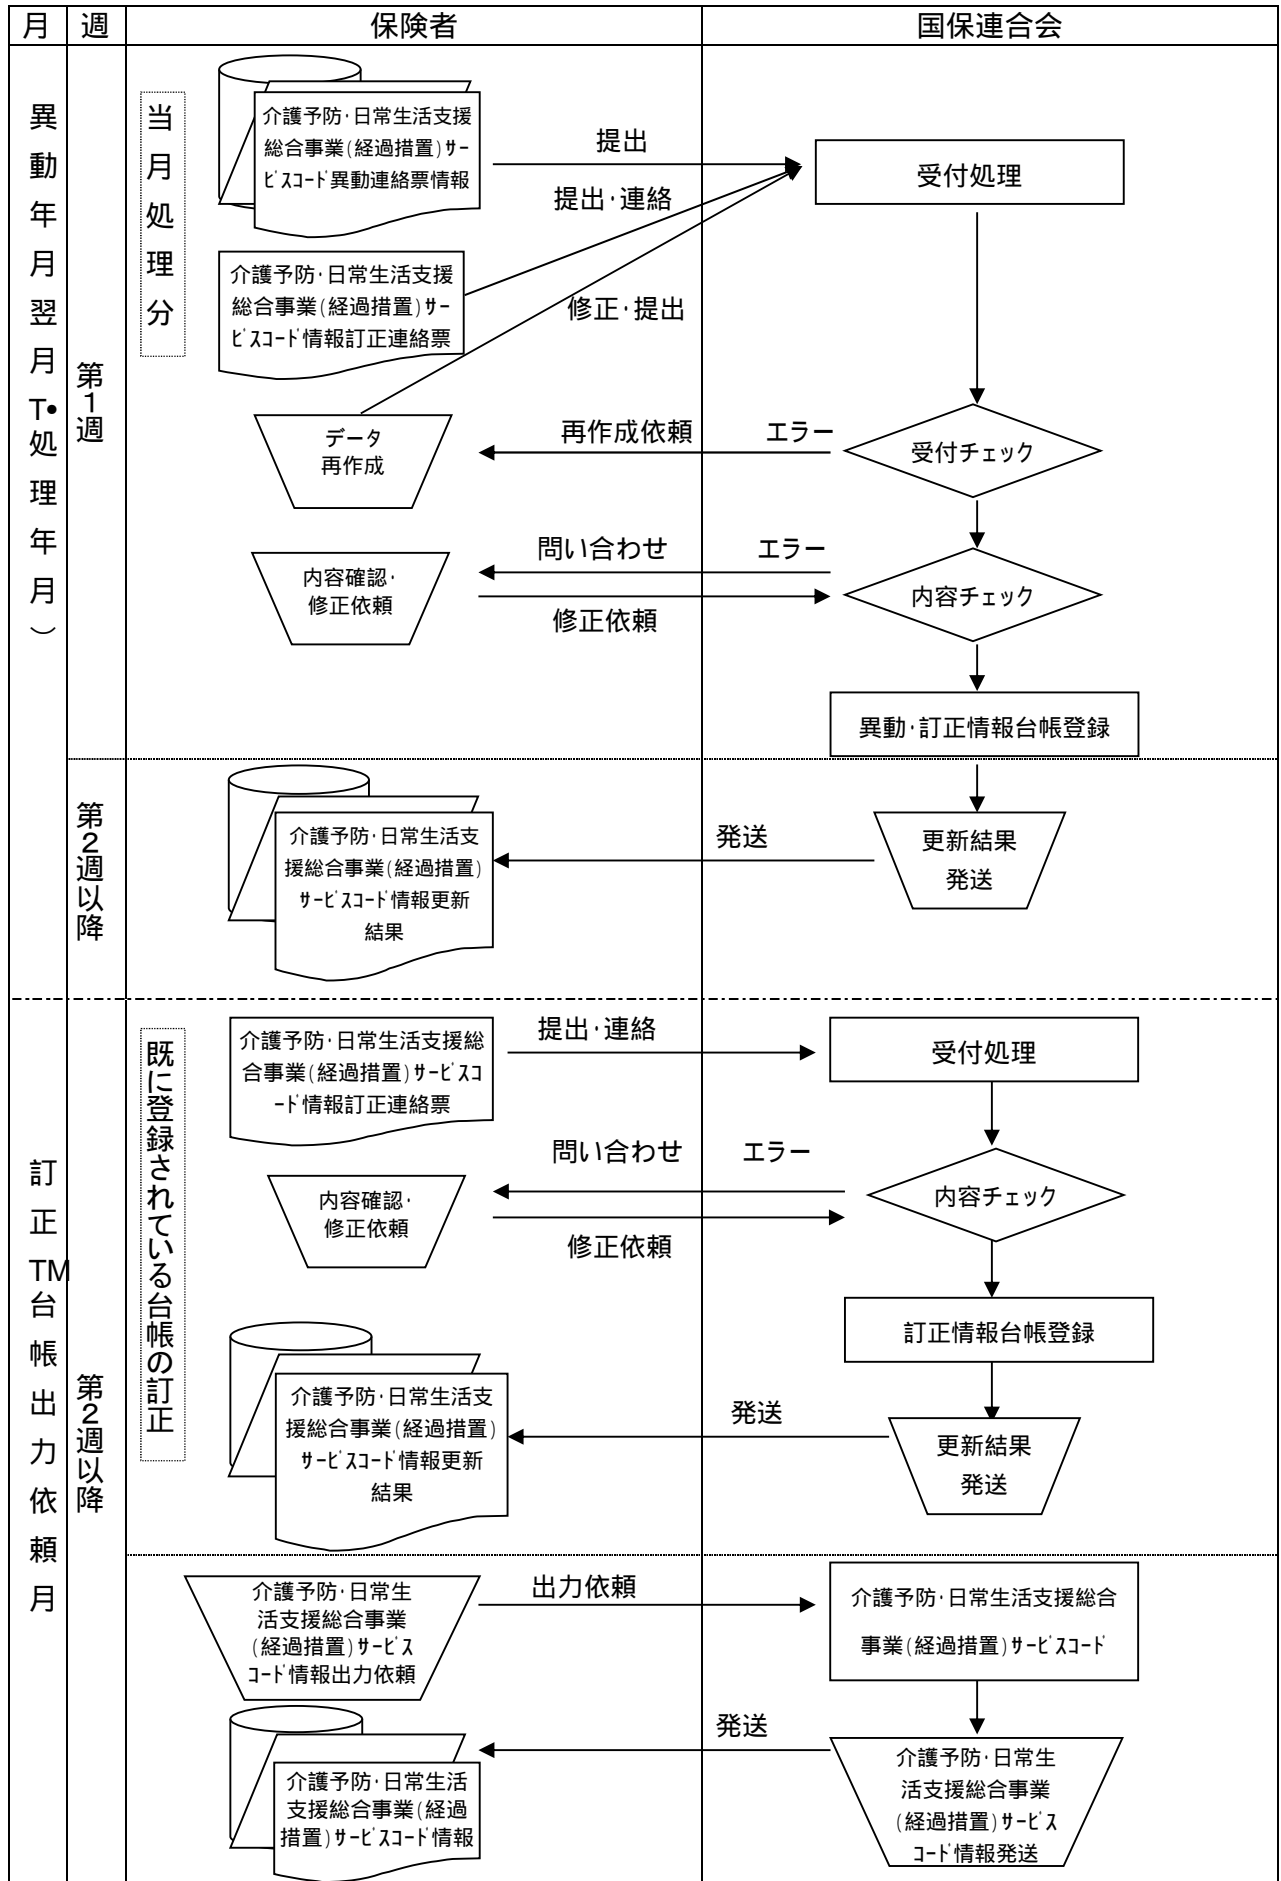 月
週
保険者
国保連合会
異動年月翌月T•処理年月）
第1週
当月処理分
介護予防･日常生活支援
総合事業(経過措置)ｻｰ
ﾋﾞｽｺｰﾄﾞ異動連絡票情報
提出
受付処理
提出･連絡
介護予防･日常生活支援
総合事業(経過措置)ｻｰ
ﾋﾞｽｺｰﾄﾞ情報訂正連絡票
修正･提出
データ
再作成
再作成依頼
エラー
受付チェック
問い合わせ
エラー
内容確認･
修正依頼
内容チェック
修正依頼
異動･訂正情報台帳登録
第2週以降
介護予防･日常生活支
援総合事業(経過措置)
ｻｰﾋﾞｽｺｰﾄﾞ情報更新
結果
発送
更新結果
発送
訂正TM台帳出力依頼月
第2週以降
既に登録されている台帳の訂正
介護予防･日常生活支援総
合事業(経過措置)ｻｰﾋﾞｽｺ
ｰﾄﾞ情報訂正連絡票
提出･連絡
受付処理
問い合わせ
エラー
内容確認･
修正依頼
内容チェック
修正依頼
訂正情報台帳登録
介護予防･日常生活支
援総合事業(経過措置)
ｻｰﾋﾞｽｺｰﾄﾞ情報更新
結果
発送
更新結果
発送
介護予防･日常生
活支援総合事業
(経過措置)ｻｰﾋﾞｽ
ｺｰﾄﾞ情報出力依頼
出力依頼
介護予防･日常生活支援総合
事業(経過措置)ｻｰﾋﾞｽｺｰﾄﾞ
発送
介護予防･日常生活
支援総合事業(経過
措置)ｻｰﾋﾞｽｺｰﾄﾞ情報
介護予防･日常生
活支援総合事業
(経過措置)ｻｰﾋﾞｽ
ｺｰﾄﾞ情報発送